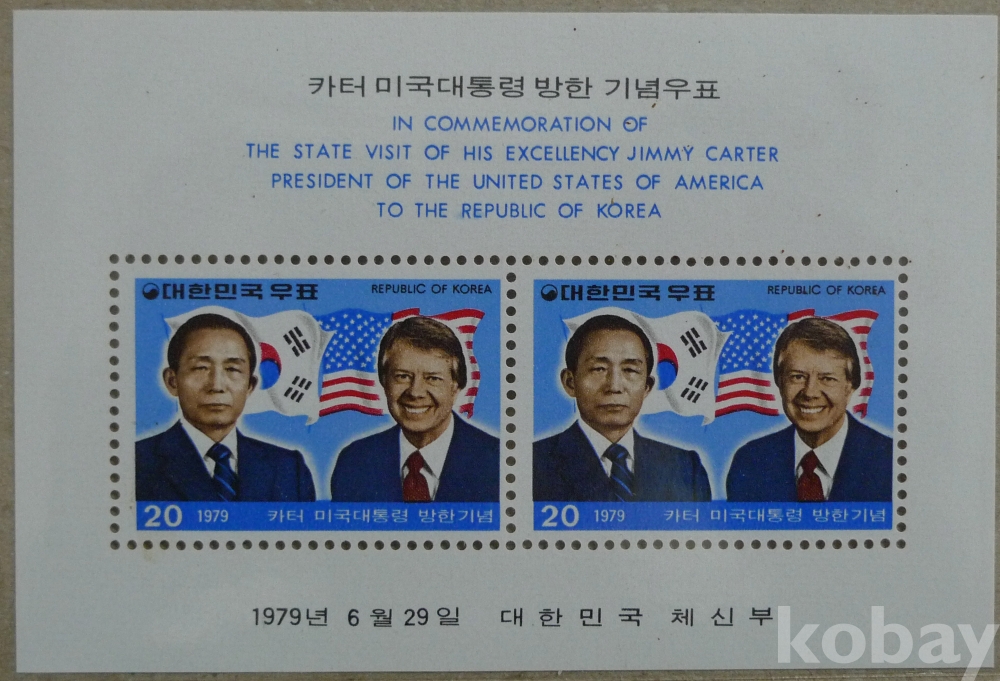 카터 미국대통령 방한 기념우표
IN COMMEMORATION OF
THE STATE VISIT OF HIS EXCELLENCY JIMMY CARTER
PRESIDENT OF THE UNITED STATES OF AMERICA
TO THE REPUBLIC OF KOREA
대한민국우표 REPUBLIC OF KOREA
20 1979 카터 미국대통령 방한기념
대한민국우표 REPUBLIC OF KOREA
20 1979 카터 미국대통령 방한기념
1979년 6월 29일 대한민국 체신부
kobay